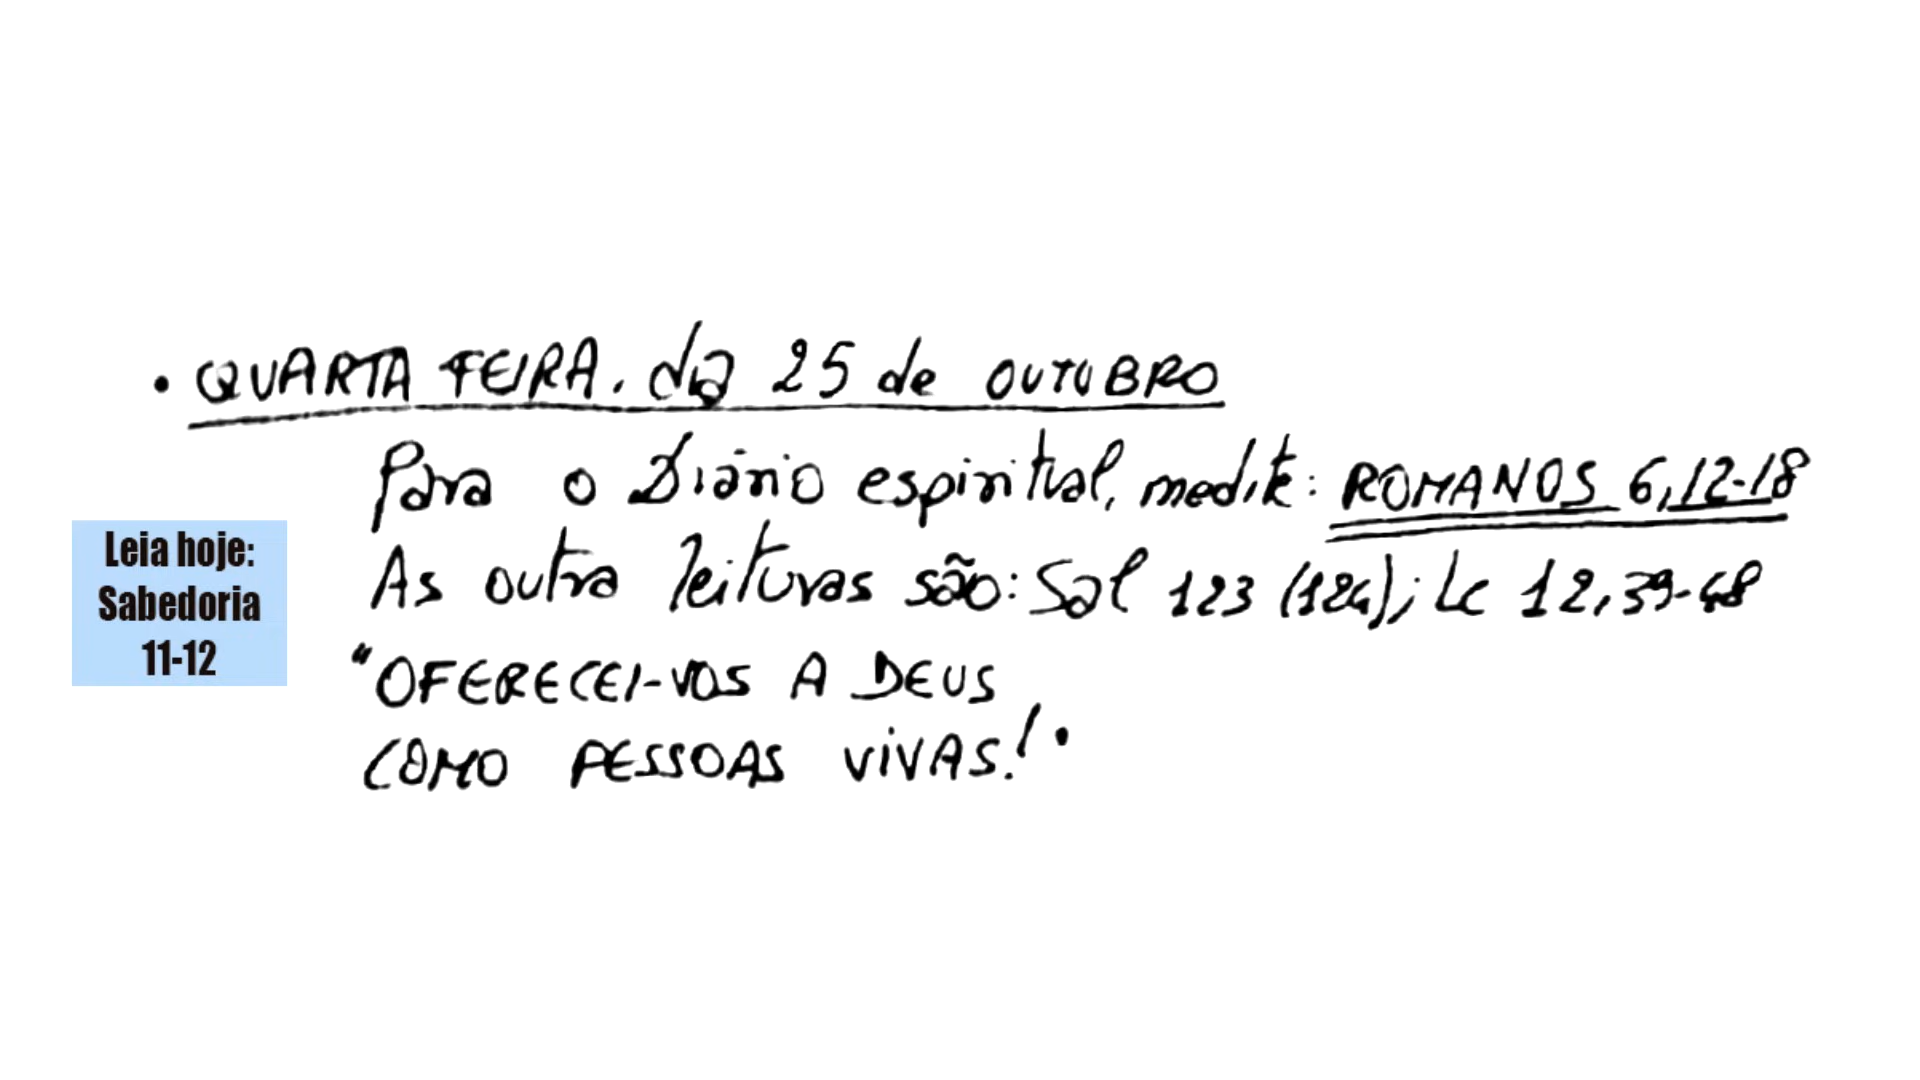 • QUARTA FEIRA. dia 25 de OUTUBRO
Para o Diário espiritual, medite: ROMANOS 6,12-18
As outra leituras são: Sal 123 (124); Lc 12,39-48
"OFERECEI-VOS A DEUS
COMO PESSOAS VIVAS!•
Leia hoje:
Sabedoria
11-12